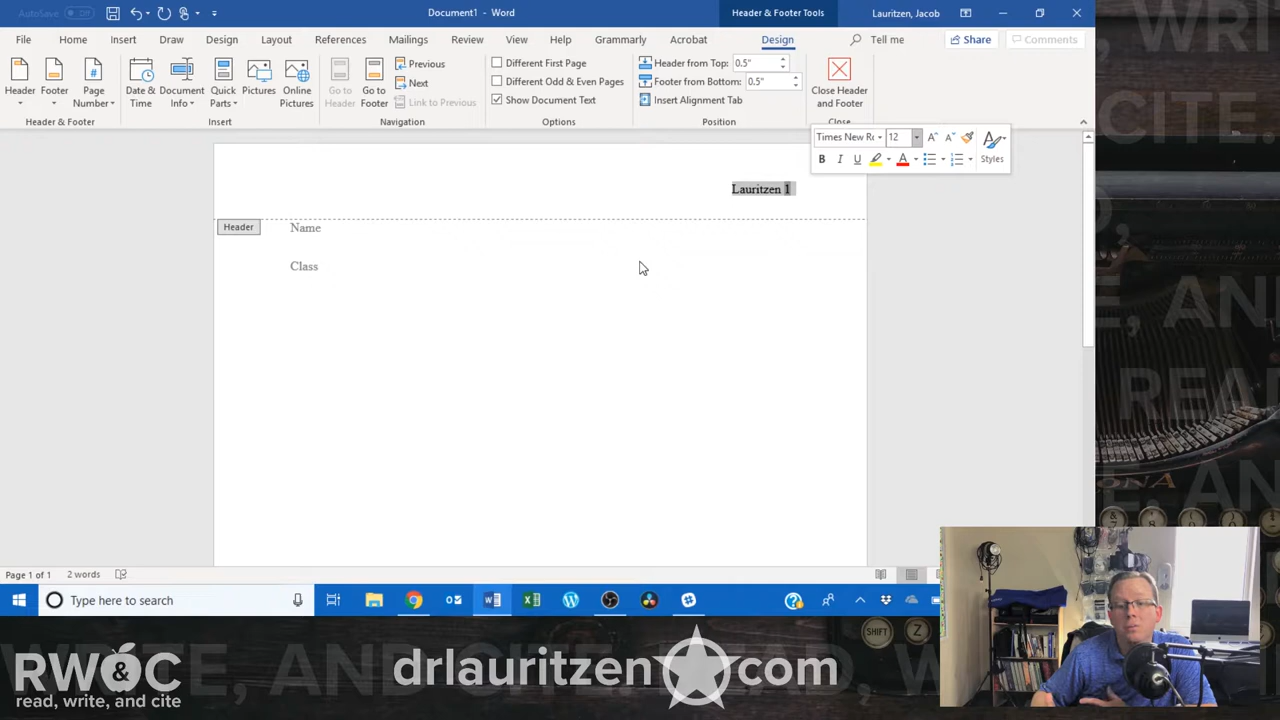 AutoSave Off
Document1 - Word
Header & Footer Tools
Lauritzen, Jacob
File Home Insert Draw Design Layout References Mailings Review View Help Grammarly Acrobat Design Tell me Share Comments
Header
Footer
Page Number
Header & Footer
Date & Time
Document Info
Quick Parts
Pictures
Online Pictures
Insert
Go to Header
Go to Footer
Previous
Next
Link to Previous
Navigation
Different First Page
Different Odd & Even Pages
Show Document Text
Options
Header from Top: 0.5"
Footer from Bottom: 0.5"
Insert Alignment Tab
Position
Close Header and Footer
Close
12
Styles
Lauritzen 1
Header
Name
Class
Page 1 of 1 2 words
Type here to search
SHIFT Z
RW&C
read, write, and cite
drlauritzen com